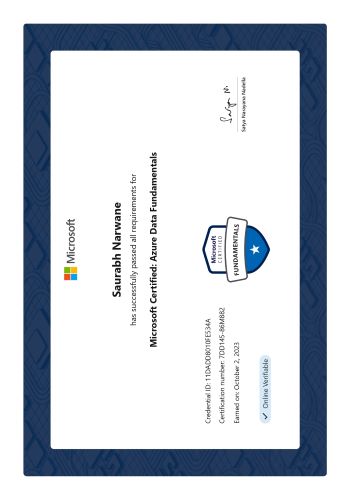 Microsoft
Saurabh Narwane
has successfully passed all requirements for
Microsoft Certified: Azure Data Fundamentals
Credential ID: 11DADD8010FE534A
Certification number: 7DD145-86M882
Earned on: October 2, 2023
Online Verifiable
Microsoft
CERTIFIED
FUNDAMENTALS
Satya N.
Satya Narayana Nadella